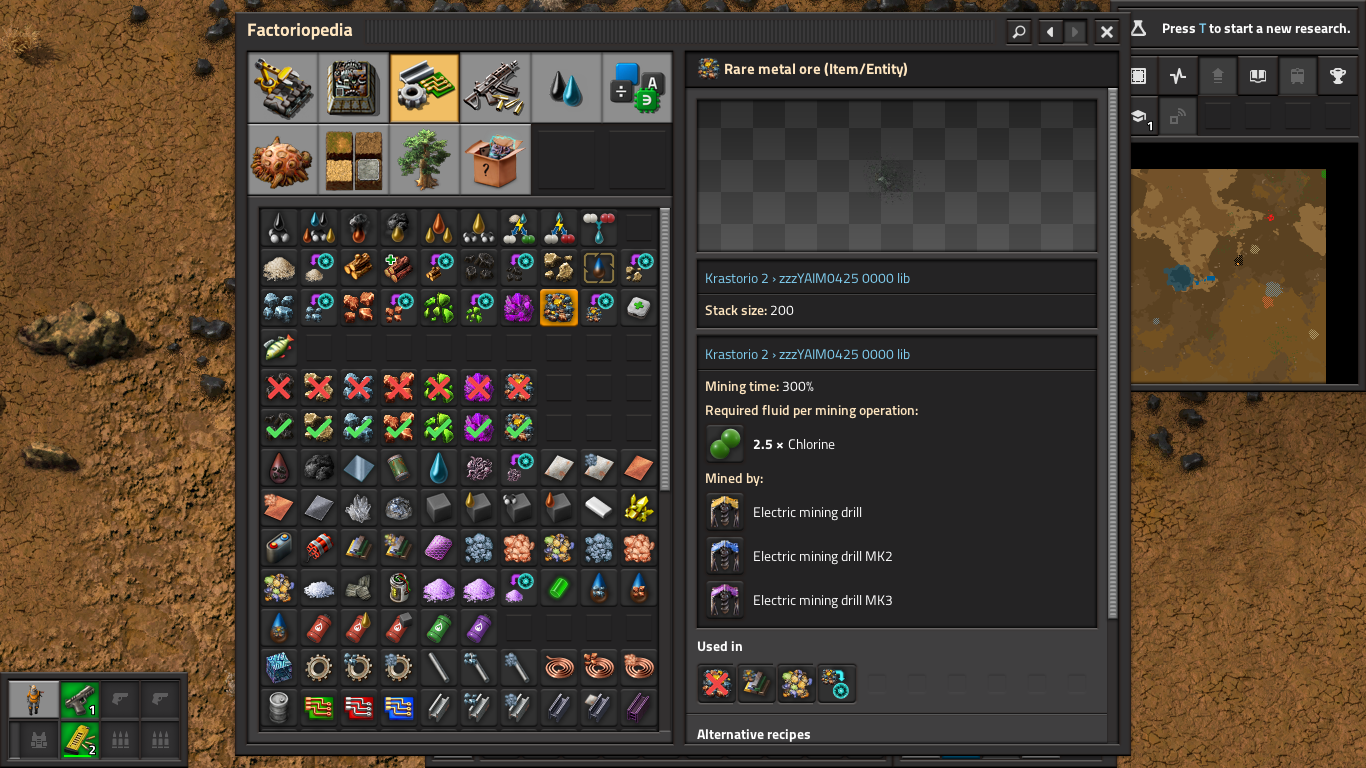 Factoriopedia
Press T to start a new research.
Rare metal ore (Item/Entity)
A
?
1
Krastorio 2 › zzzYAIM0425 0000 lib
Stack size: 200
Krastorio 2 › zzzYAIM0425 0000 lib
Mining time: 300%
Required fluid per mining operation:
2.5 × Chlorine
Mined by:
Electric mining drill
Electric mining drill MK2
Electric mining drill MK3
Used in
Alternative recipes
1
2